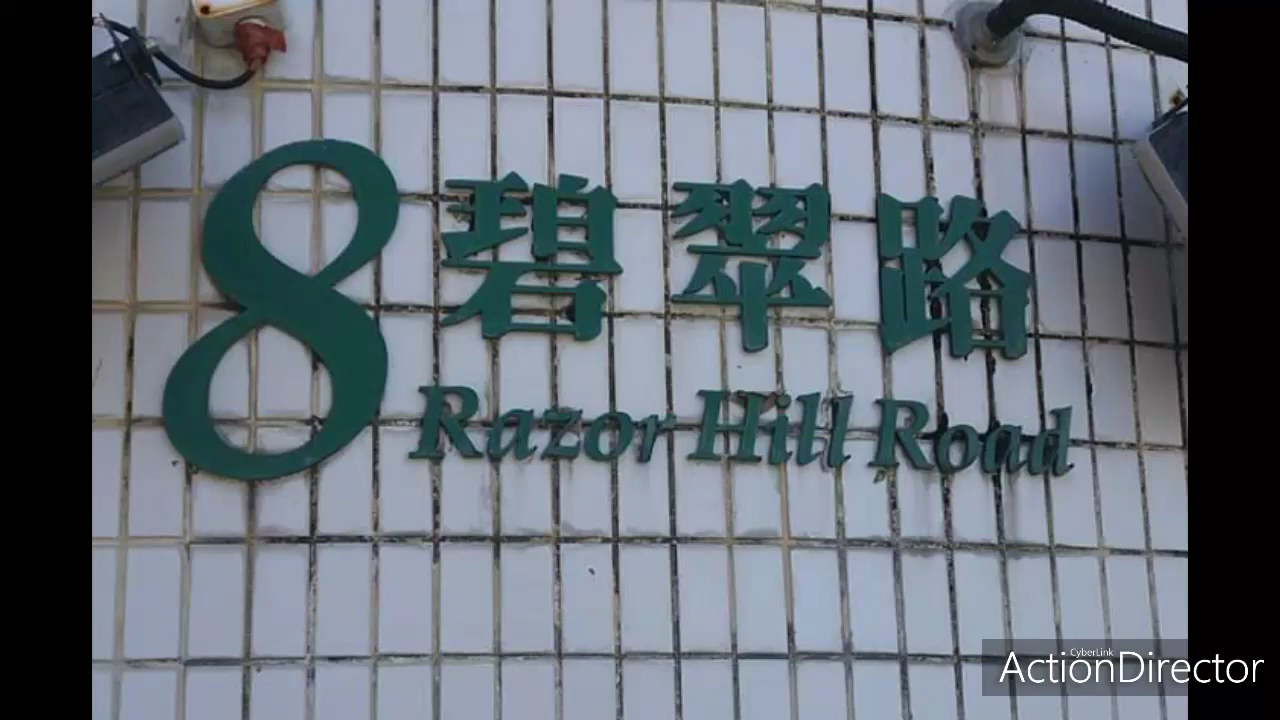 8 碧翠路
Razor Hill Road
CyberLink
ActionDirector